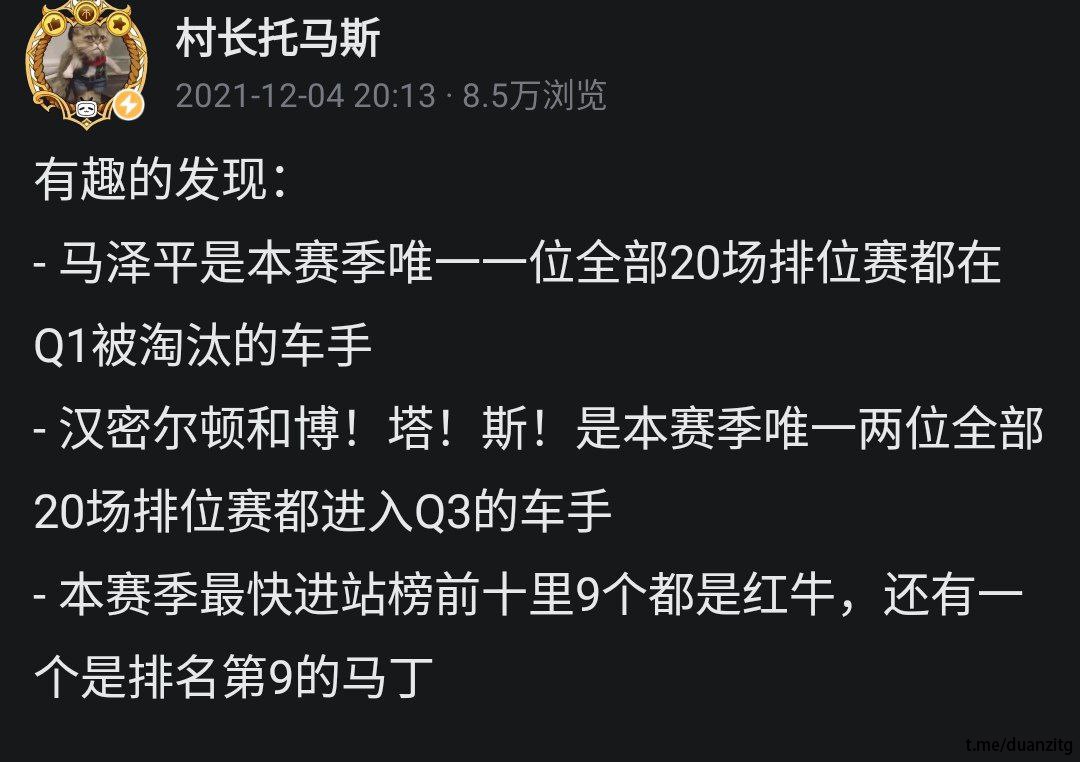 村长托马斯
2021-12-04 20:13 · 8.5万浏览
有趣的发现：
- 马泽平是本赛季唯一一位全部20场排位赛都在
Q1被淘汰的车手
- 汉密尔顿和博！塔！斯！是本赛季唯一两位全部
20场排位赛都进入Q3的车手
- 本赛季最快进站榜前十里9个都是红牛，还有一
个是排名第9的马丁
t.me/duanzitg